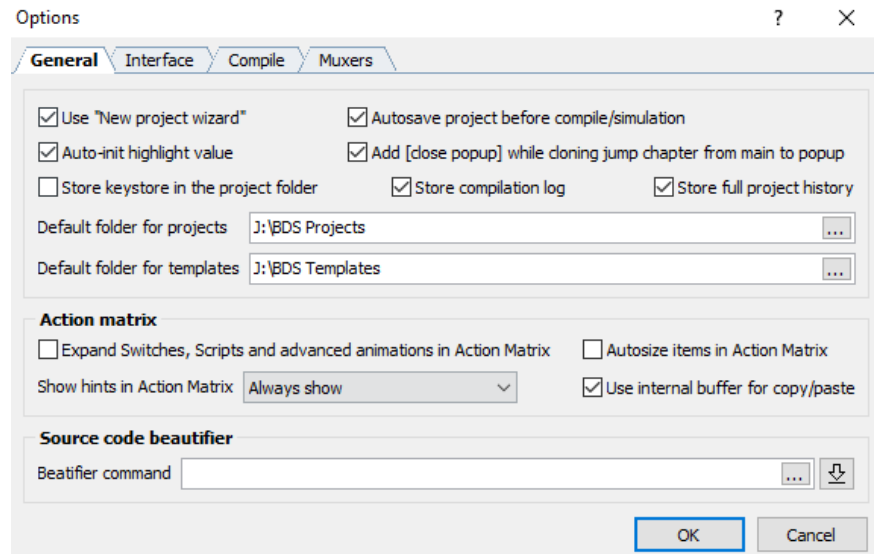 Options ?
General Interface Compile Muxers
Use "New project wizard" Autosave project before compile/simulation
Auto-init highlight value Add [close popup] while cloning jump chapter from main to popup
Store keystore in the project folder Store compilation log Store full project history
Default folder for projects J:\BDS Projects ...
Default folder for templates J:\BDS Templates ...
Action matrix
Expand Switches, Scripts and advanced animations in Action Matrix Autosize items in Action Matrix
Show hints in Action Matrix Always show Use internal buffer for copy/paste
Source code beautifier
Beatifier command ...
OK Cancel